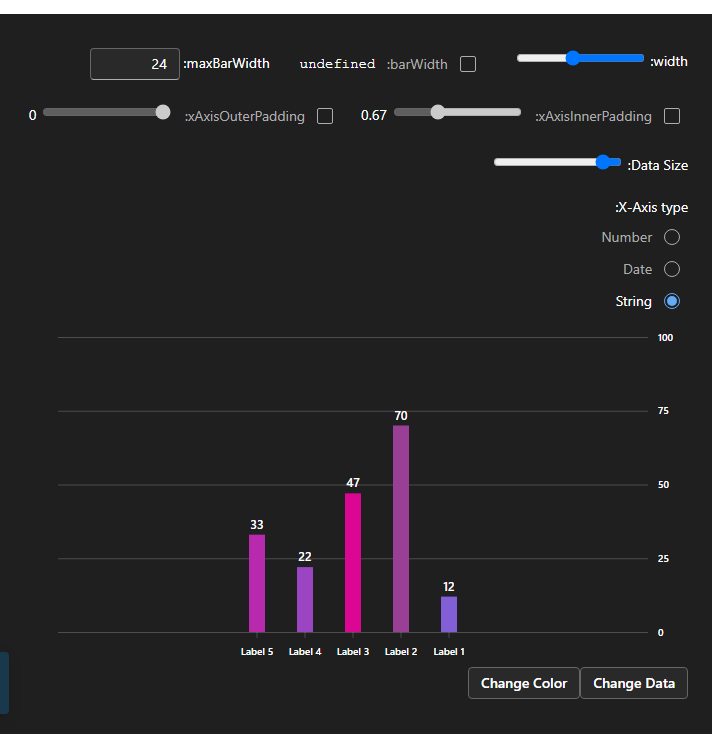 :width
undefined :barWidth
24 :maxBarWidth
:xAxisInnerPadding
0.67
:xAxisOuterPadding
0
:Data Size
:X-Axis type
Number
Date
String
100
75
50
25
0
33
22
47
70
12
Label 5 Label 4 Label 3 Label 2 Label 1
Change Color Change Data